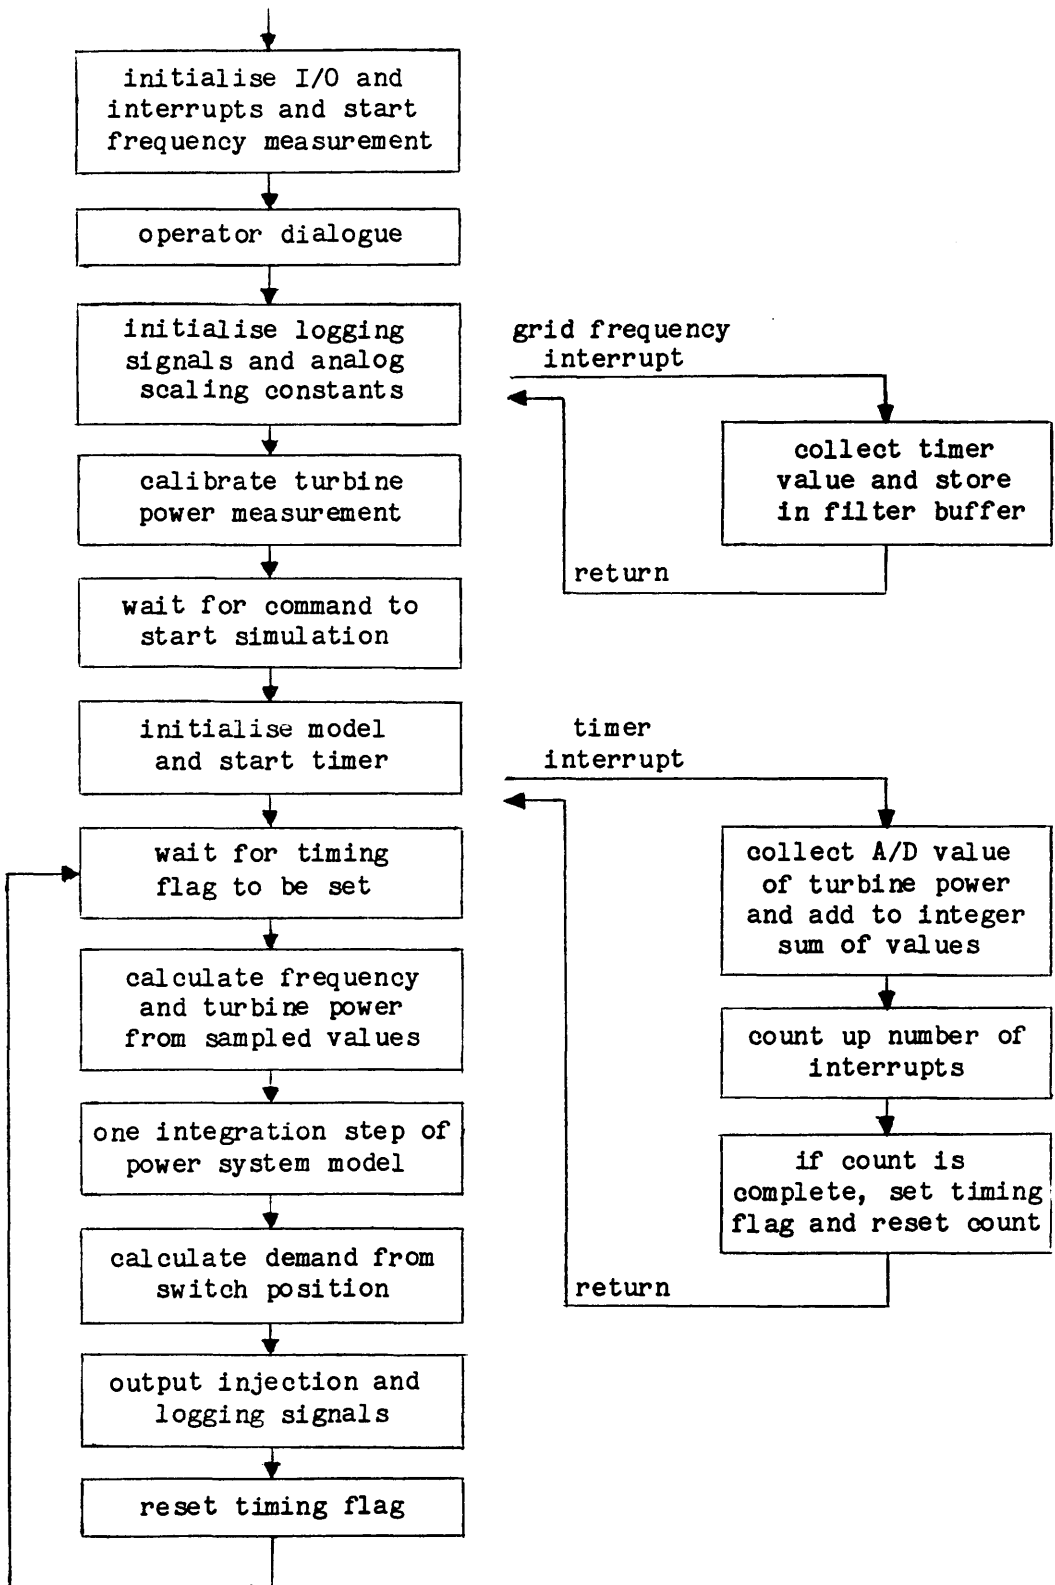 initialise I/O and
interrupts and start
frequency measurement
operator dialogue
initialise logging
signals and analog
scaling constants
calibrate turbine
power measurement
wait for command to
start simulation
initialise model
and start timer
wait for timing
flag to be set
calculate frequency
and turbine power
from sampled values
one integration step of
power system model
calculate demand from
switch position
output injection and
logging signals
reset timing flag
grid frequency
interrupt
collect timer
value and store
in filter buffer
return
timer
interrupt
collect A/D value
of turbine power
and add to integer
sum of values
count up number of
interrupts
if count is
complete, set timing
flag and reset count
return